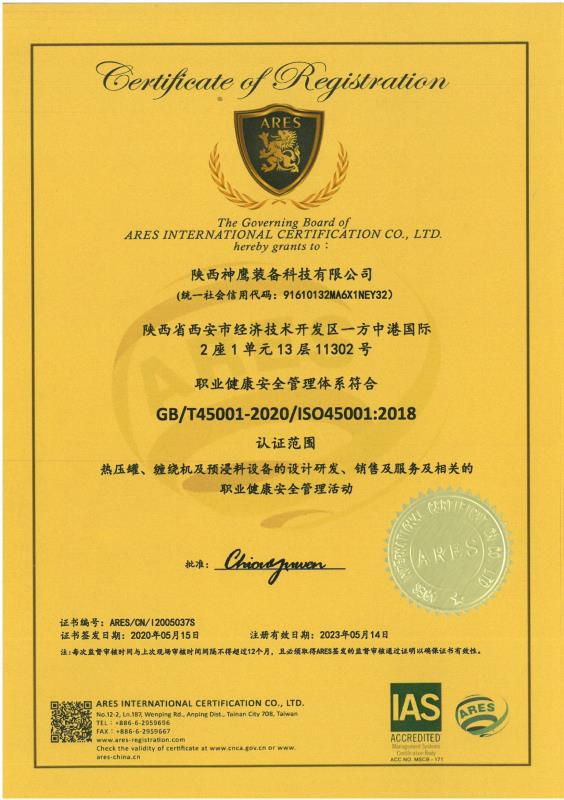 Certificate of Registration
ARES
The Governing Board of
ARES INTERNATIONAL CERTIFICATION CO., LTD.
hereby grants to :
陕西神鹰装备科技有限公司
(统一社会信用代码：91610132MA6X1NEY32)
陕西省西安市经济技术开发区一方中港国际
2 座 1 单元 13 层 11302 号
职业健康安全管理体系符合
GB/T45001-2020/ISO45001:2018
认证范围
热压罐、缠绕机及预浸料设备的设计研发、销售及服务及相关的
职业健康安全管理活动
批准:
证书编号: ARES/CN/I2005037S
证书签发日期: 2020年05月15日
注册有效日期: 2023年05月14日
注:每次监督审核时间与上次现场审核时间间隔不得超过12个月，且必须取得ARES签发的监督审核通过证明以确保证书有效性。
ARES INTERNATIONAL CERTIFICATION CO., LTD.
ARES
ARES INTERNATIONAL CERTIFICATION CO., LTD.
No.12-2, Ln.187, Wenping Rd., Anping Dist., Tainan City 708, Taiwan
TEL : +886-6-2959696
FAX : +886-6-2959667
www.ares-registration.com
Check the validity of certificate at www.cnca.gov.cn or www.
ares-china.cn
IAS
ACCREDITED
Management Systems
Certification Body
ACC NO. MSCB - 171
ARES